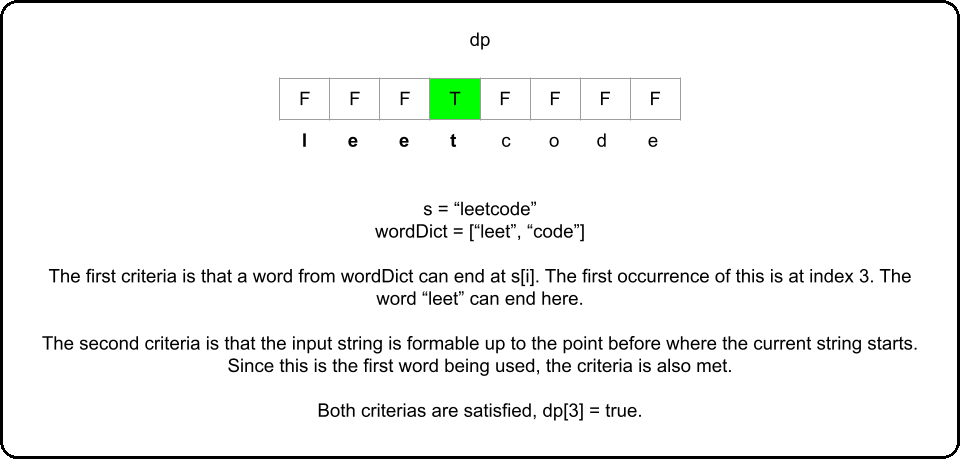 dp
F F F T F F F F
l e e t c o d e
s = “leetcode”
wordDict = [“leet”, “code”]
The first criteria is that a word from wordDict can end at s[i]. The first occurrence of this is at index 3. The
word “leet” can end here.
The second criteria is that the input string is formable up to the point before where the current string starts.
Since this is the first word being used, the criteria is also met.
Both criterias are satisfied, dp[3] = true.